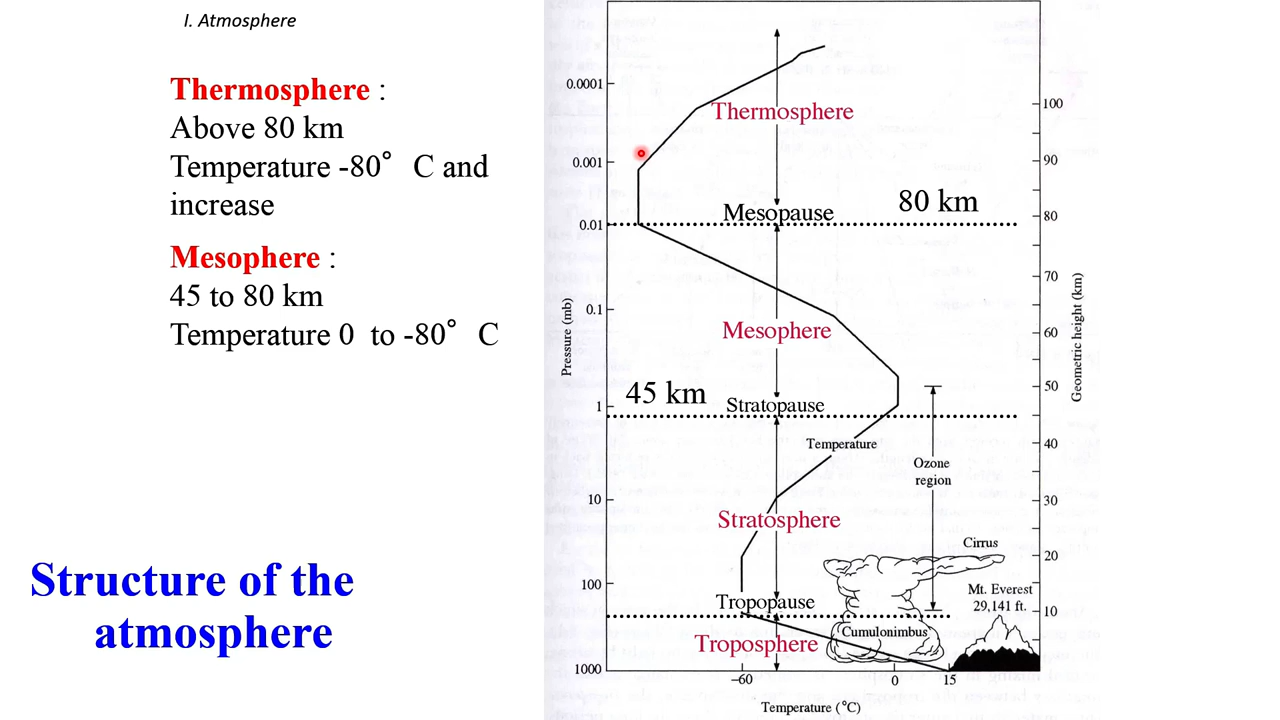 I. Atmosphere
Thermosphere :
Above 80 km
Temperature -80° C and
increase
Mesophere :
45 to 80 km
Temperature 0 to -80° C
Structure of the
atmosphere
0.0001
0.001
0.01
0.1
1
10
100
1000
Pressure (mb)
Thermosphere
Mesopause
80 km
Mesophere
45 km
Stratopause
Temperature
Ozone
region
Stratosphere
Cirrus
Mt. Everest
29,141 ft.
Tropopause
Cumulonimbus
Troposphere
100
90
80
70
60
50
40
30
20
10
Geometric height (km)
–60
0
15
Temperature (°C)